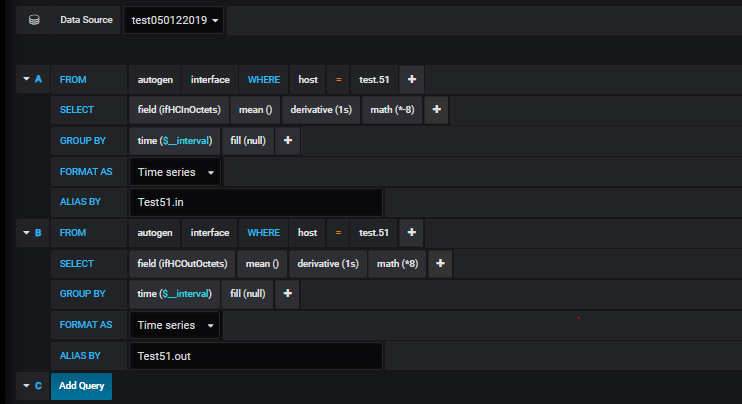 Data Source test050122019
A FROM autogen interface WHERE host = test.51 +
SELECT field (ifHCInOctets) mean () derivative (1s) math (*-8) +
GROUP BY time ($__interval) fill (null) +
FORMAT AS Time series
ALIAS BY Test51.in
B FROM autogen interface WHERE host = test.51 +
SELECT field (ifHCOutOctets) mean () derivative (1s) math (*8) +
GROUP BY time ($__interval) fill (null) +
FORMAT AS Time series
ALIAS BY Test51.out
C Add Query